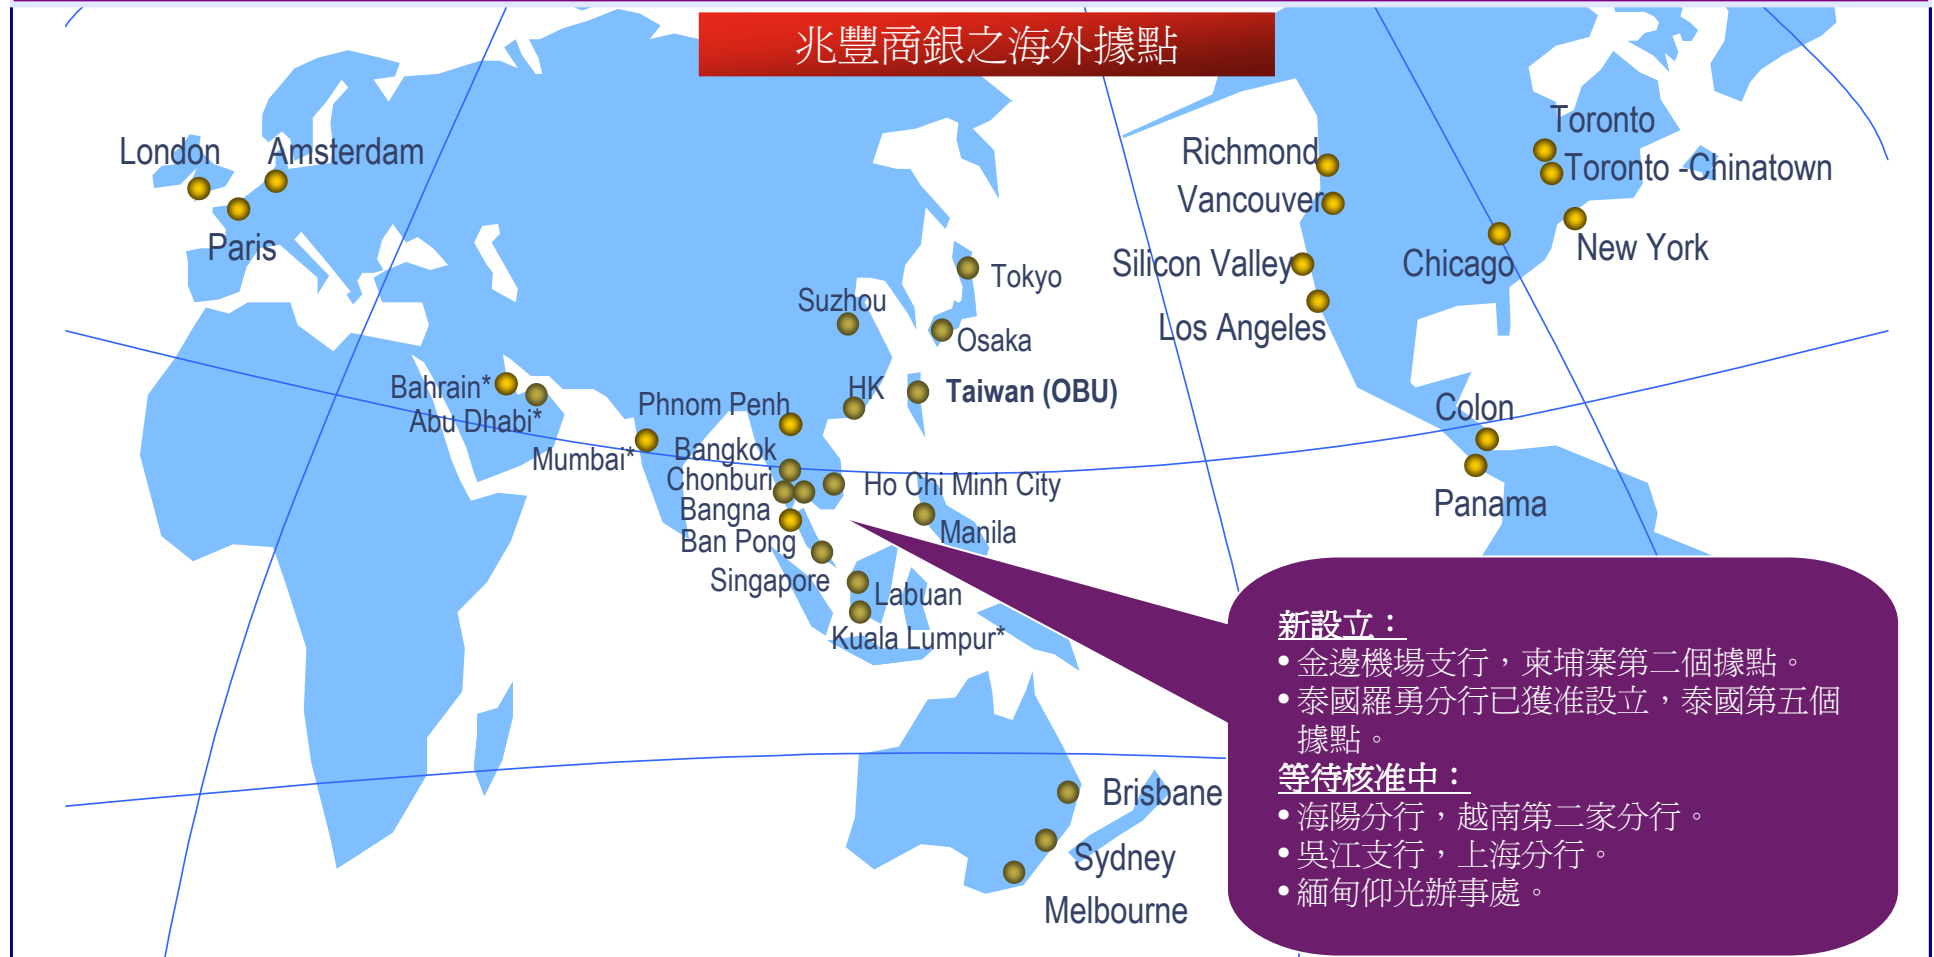 兆豐商銀之海外據點
London
Amsterdam
Paris
Richmond
Vancouver
Silicon Valley
Los Angeles
Toronto
Toronto -Chinatown
Chicago
New York
Colon
Panama
Tokyo
Suzhou
Osaka
HK
Taiwan (OBU)
Bahrain*
Abu Dhabi*
Mumbai*
Phnom Penh
Bangkok
Chonburi
Bangna
Ban Pong
Ho Chi Minh City
Manila
Singapore
Labuan
Kuala Lumpur*
Brisbane
Sydney
Melbourne
新設立：
•金邊機場支行，柬埔寨第二個據點。
•泰國羅勇分行已獲准設立，泰國第五個
據點。
等待核准中：
•海陽分行，越南第二家分行。
•吳江支行，上海分行。
•緬甸仰光辦事處。